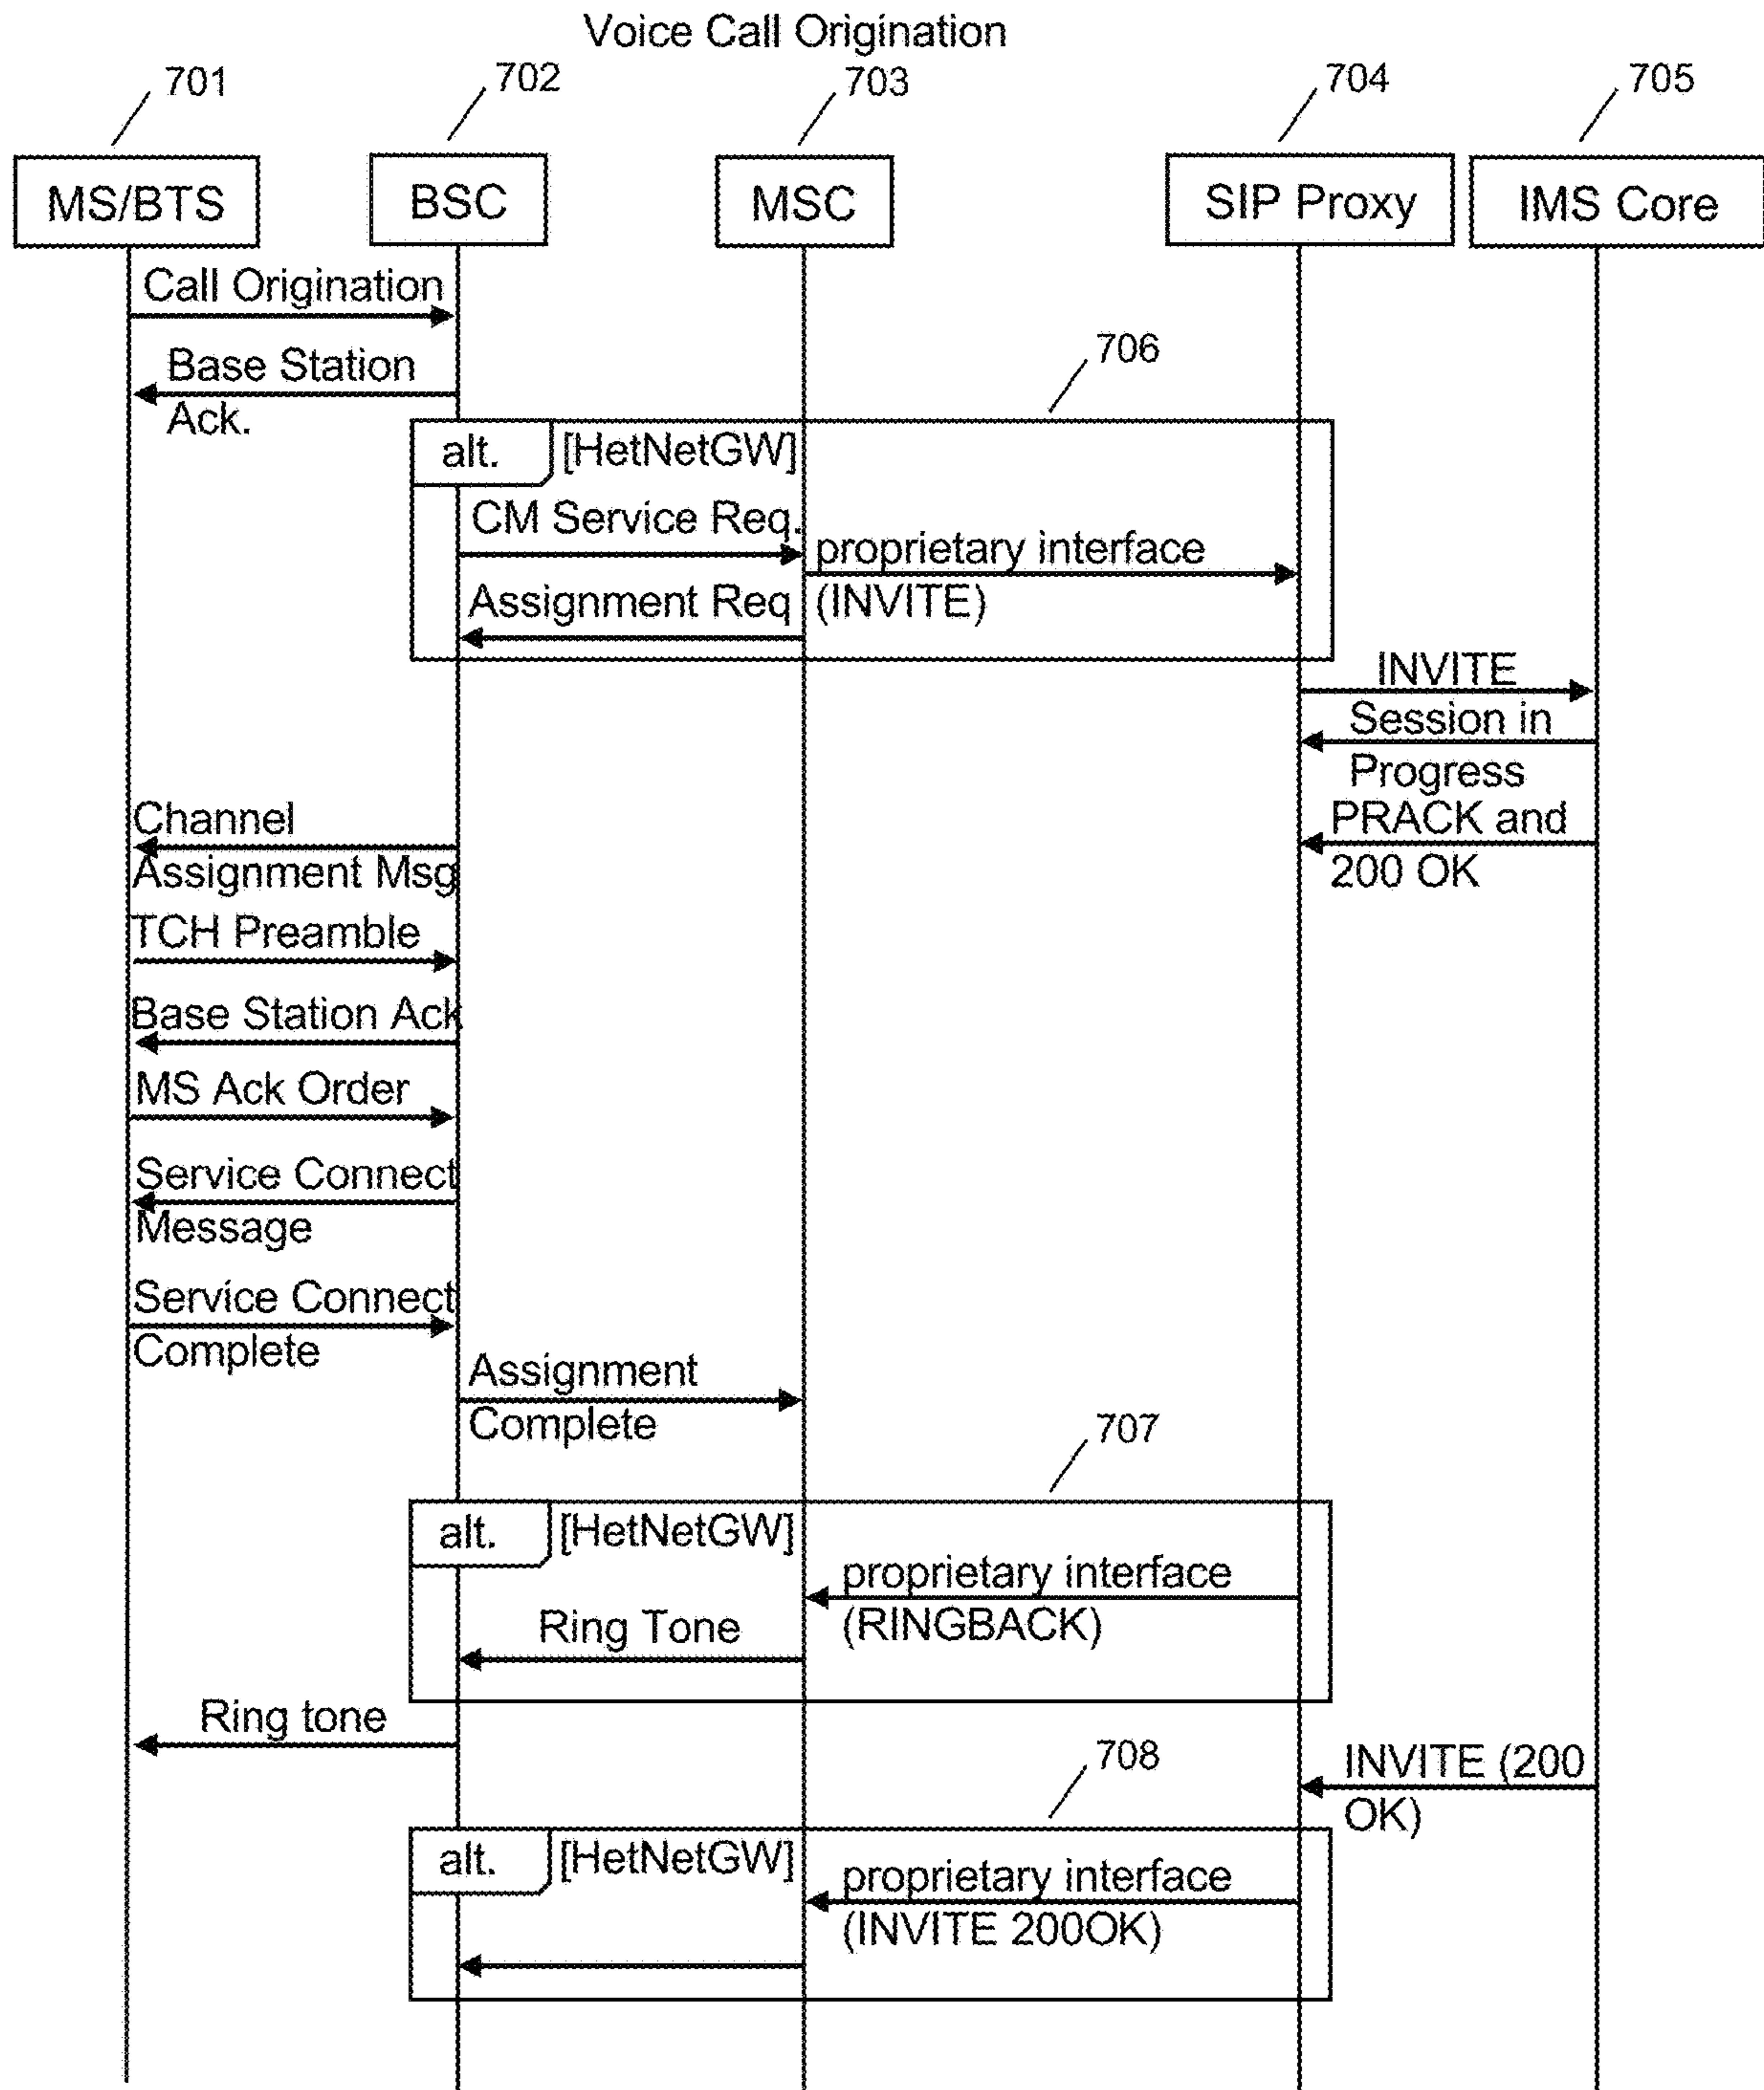 Voice Call Origination
701
702
703
704
705
MS/BTS
BSC
MSC
SIP Proxy
IMS Core
Call Origination
Base Station
Ack.
706
alt.
[HetNetGW]
CM Service Req.
proprietary interface
(INVITE)
Assignment Req
INVITE
Session in
Progress
PRACK and
200 OK
Channel
Assignment Msg
TCH Preamble
Base Station Ack
MS Ack Order
Service Connect
Message
Service Connect
Complete
Assignment
Complete
707
alt.
[HetNetGW]
proprietary interface
(RINGBACK)
Ring Tone
Ring tone
708
INVITE (200
OK)
alt.
[HetNetGW]
proprietary interface
(INVITE 200OK)